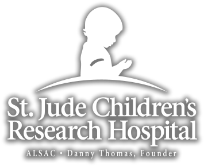 St. Jude Children's
Research Hospital
ALSAC • Danny Thomas, Founder